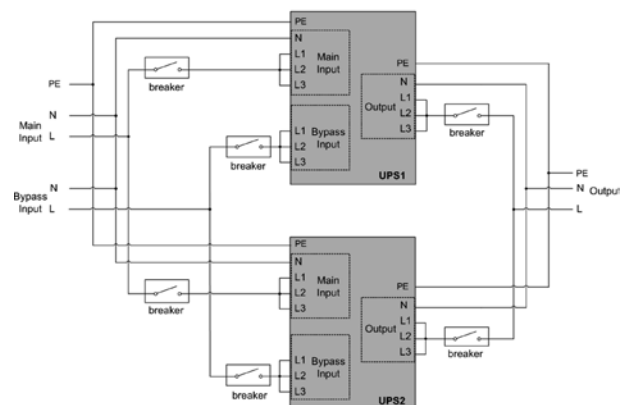 PE
N
Main
Input
L
N
Bypass
Input
L
breaker
breaker
PE
N
L1
L2
L3
Main
Input
L1
L2
L3
Bypass
Input
PE
N
L1
L2
L3
Output
UPS1
breaker
PE
N
Output
L
breaker
breaker
PE
N
L1
L2
L3
Main
Input
L1
L2
L3
Bypass
Input
PE
N
L1
L2
L3
Output
UPS2
breaker